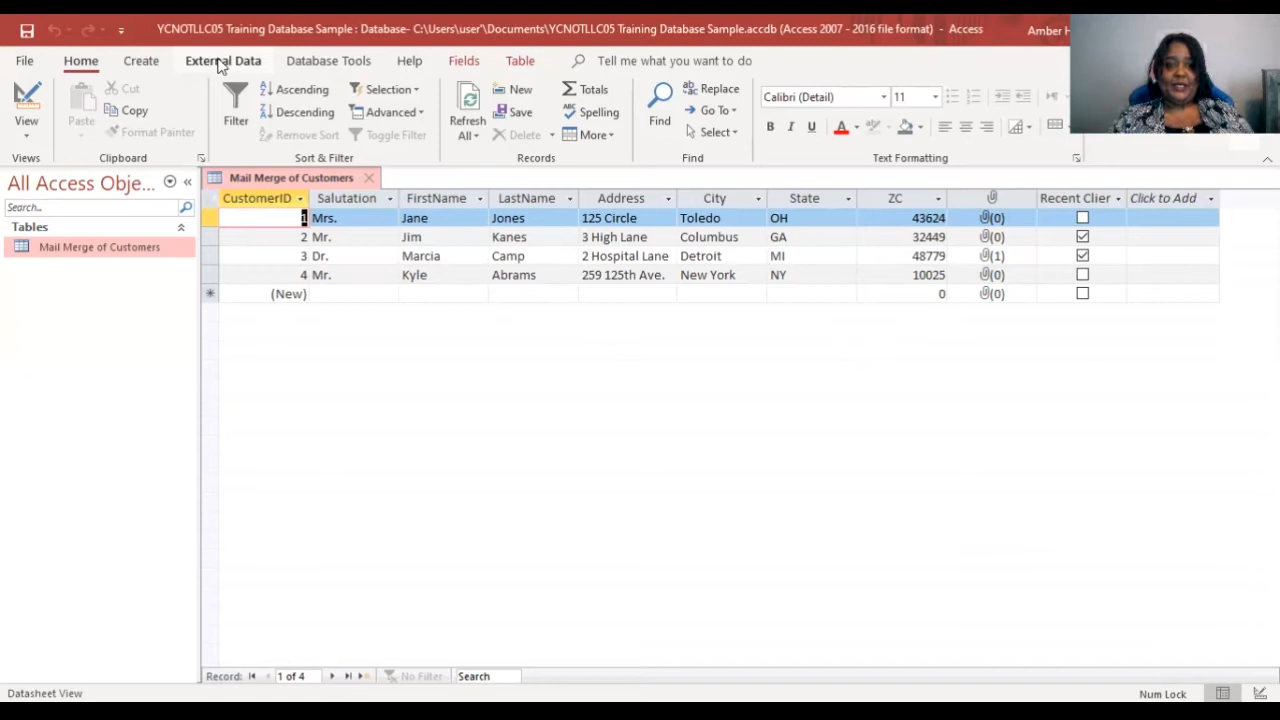 YCNOTLLC05 Training Database Sample : Database- C:\Users\user'\Documents\YCNOTLLC05 Training Database Sample.accdb (Access 2007 - 2016 file format) - Access
Amber H
File Home Create External Data Database Tools Help Fields Table Tell me what you want to do
View
Views
Paste
Cut
Copy
Format Painter
Clipboard
Filter
Ascending
Descending
Remove Sort
Selection
Advanced
Toggle Filter
Sort & Filter
Refresh
All
New
Save
Delete
Totals
Spelling
More
Records
Find
Replace
Go To
Select
Find
Calibri (Detail) 11
B I U A
Text Formatting
All Access Obje...
Search...
Tables
Mail Merge of Customers
Mail Merge of Customers
CustomerID Salutation FirstName LastName Address City State ZC Recent Clier Click to Add
1 Mrs. Jane Jones 125 Circle Toledo OH 43624 (0)
2 Mr. Jim Kanes 3 High Lane Columbus GA 32449 (0)
3 Dr. Marcia Camp 2 Hospital Lane Detroit MI 48779 (1)
4 Mr. Kyle Abrams 259 125th Ave. New York NY 10025 (0)
(New) 0 (0)
Record: 1 of 4 No Filter Search
Datasheet View Num Lock